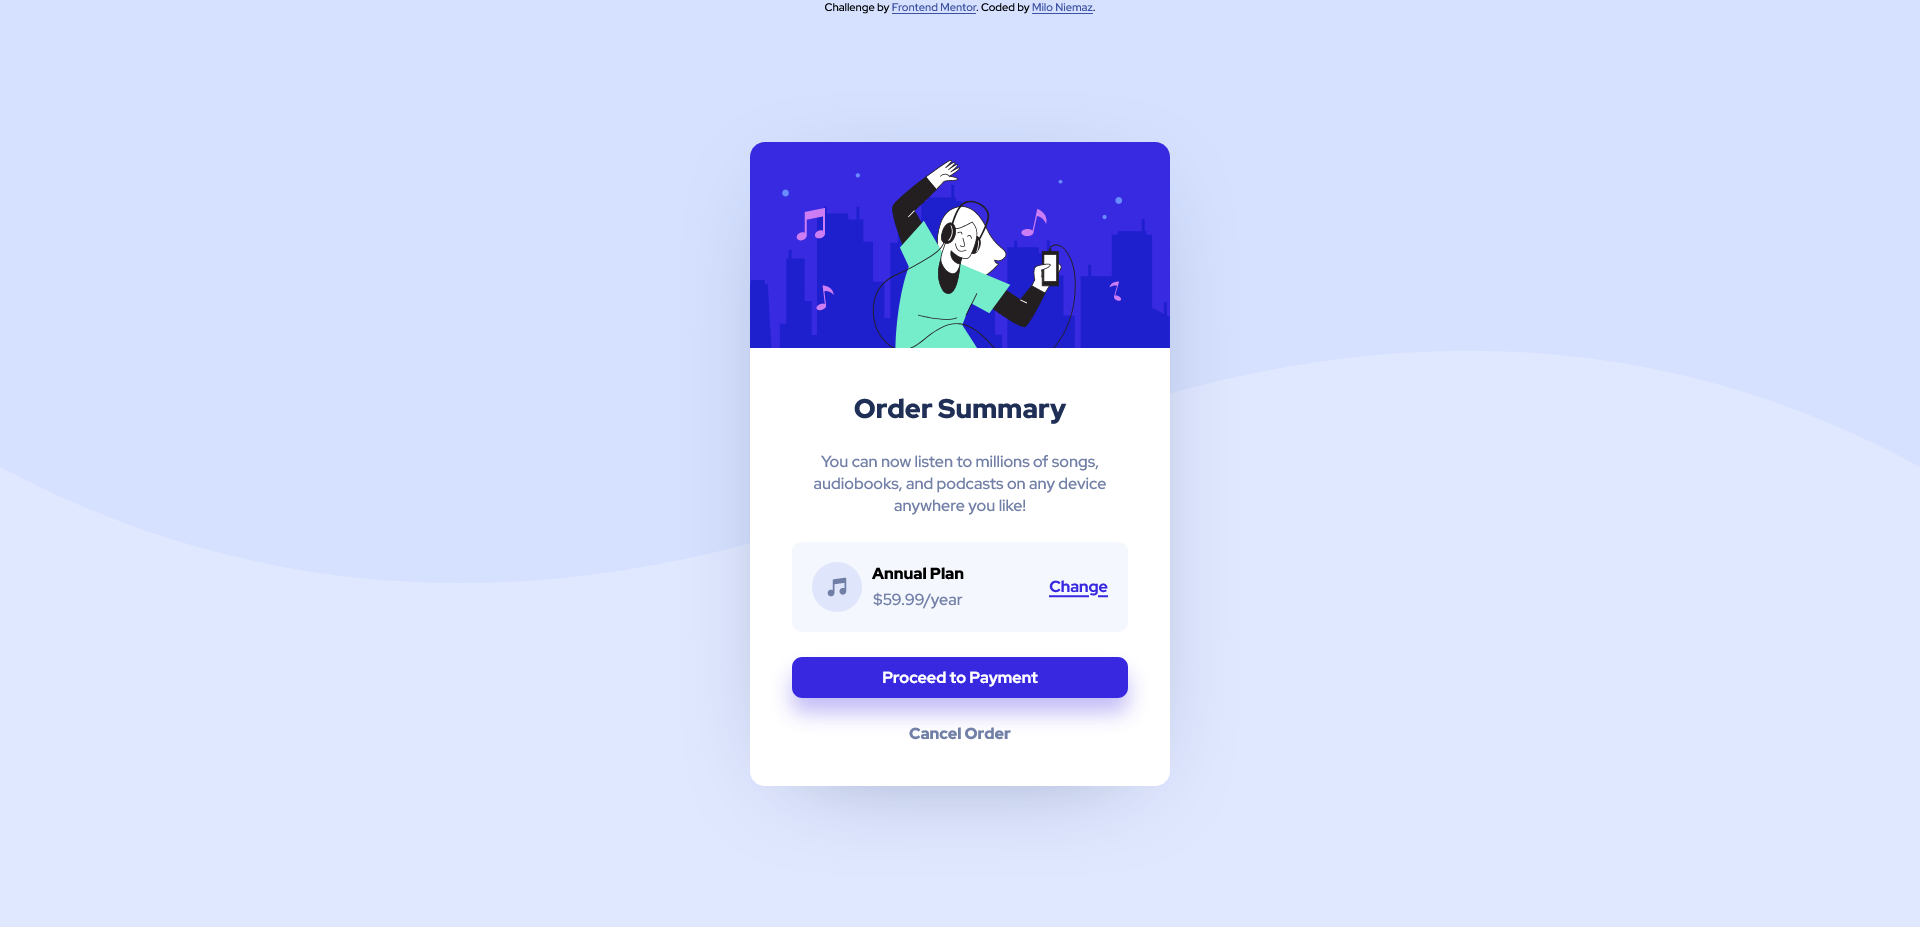 Challenge by Frontend Mentor. Coded by Milo Niemaz.
Order Summary
You can now listen to millions of songs,
audiobooks, and podcasts on any device
anywhere you like!
Annual Plan
$59.99/year
Change
Proceed to Payment
Cancel Order